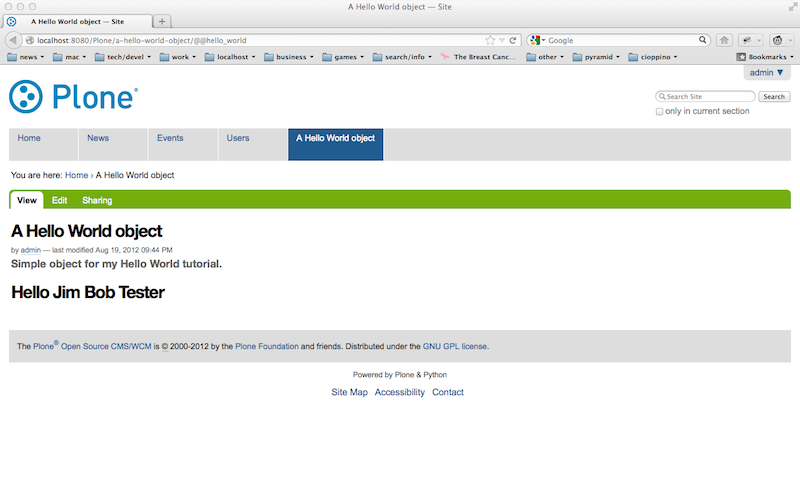 A Hello World object — Site
A Hello World object — Site
localhost:8080/Plone/a-hello-world-object/@@hello_world
Google
news mac tech/devel work localhost business games search/info The Breast Canc... other pyramid cioppino Bookmarks
admin ▼
Plone®
Search Site Search
only in current section
Home News Events Users A Hello World object
You are here: Home › A Hello World object
View Edit Sharing
A Hello World object
by admin — last modified Aug 19, 2012 09:44 PM
Simple object for my Hello World tutorial.
Hello Jim Bob Tester
The Plone® Open Source CMS/WCM is © 2000-2012 by the Plone Foundation and friends. Distributed under the GNU GPL license.
Powered by Plone & Python
Site Map Accessibility Contact